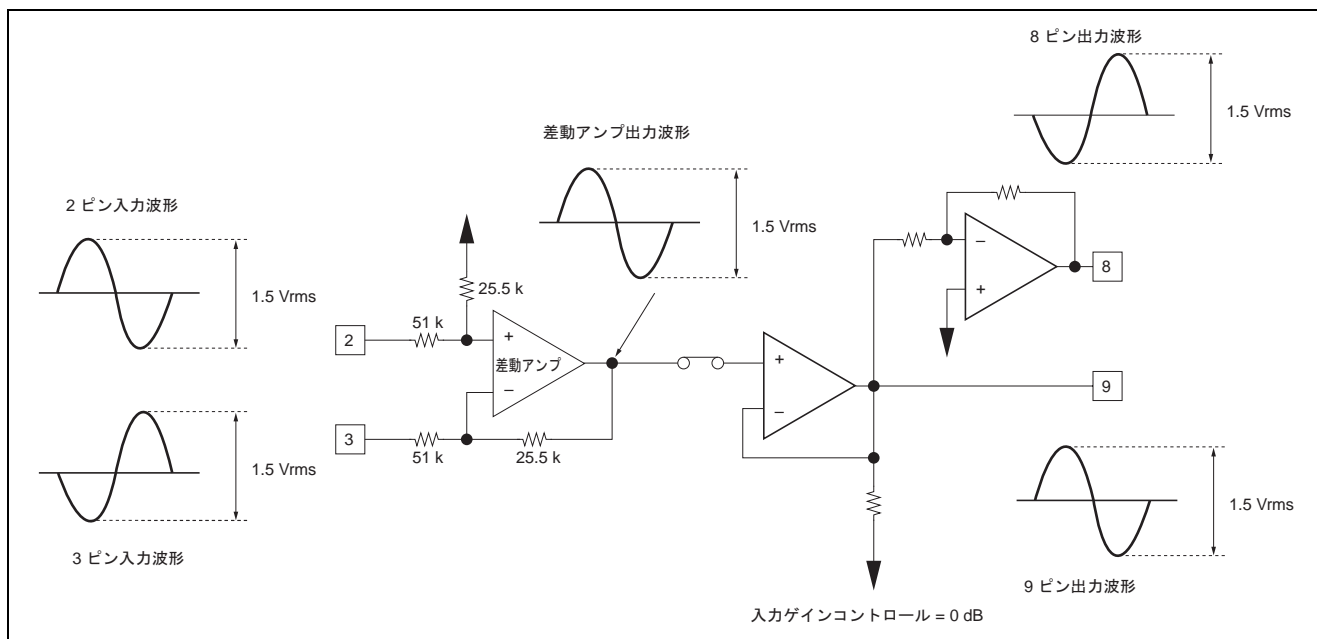 8 ピン出力波形
1.5 Vrms
差動アンプ出力波形
1.5 Vrms
2 ピン入力波形
1.5 Vrms
25.5 k
51 k
2
+
差動アンプ
−
3
51 k
25.5 k
+
−
−
+
8
9
1.5 Vrms
3 ピン入力波形
1.5 Vrms
9 ピン出力波形
入力ゲインコントロール = 0 dB